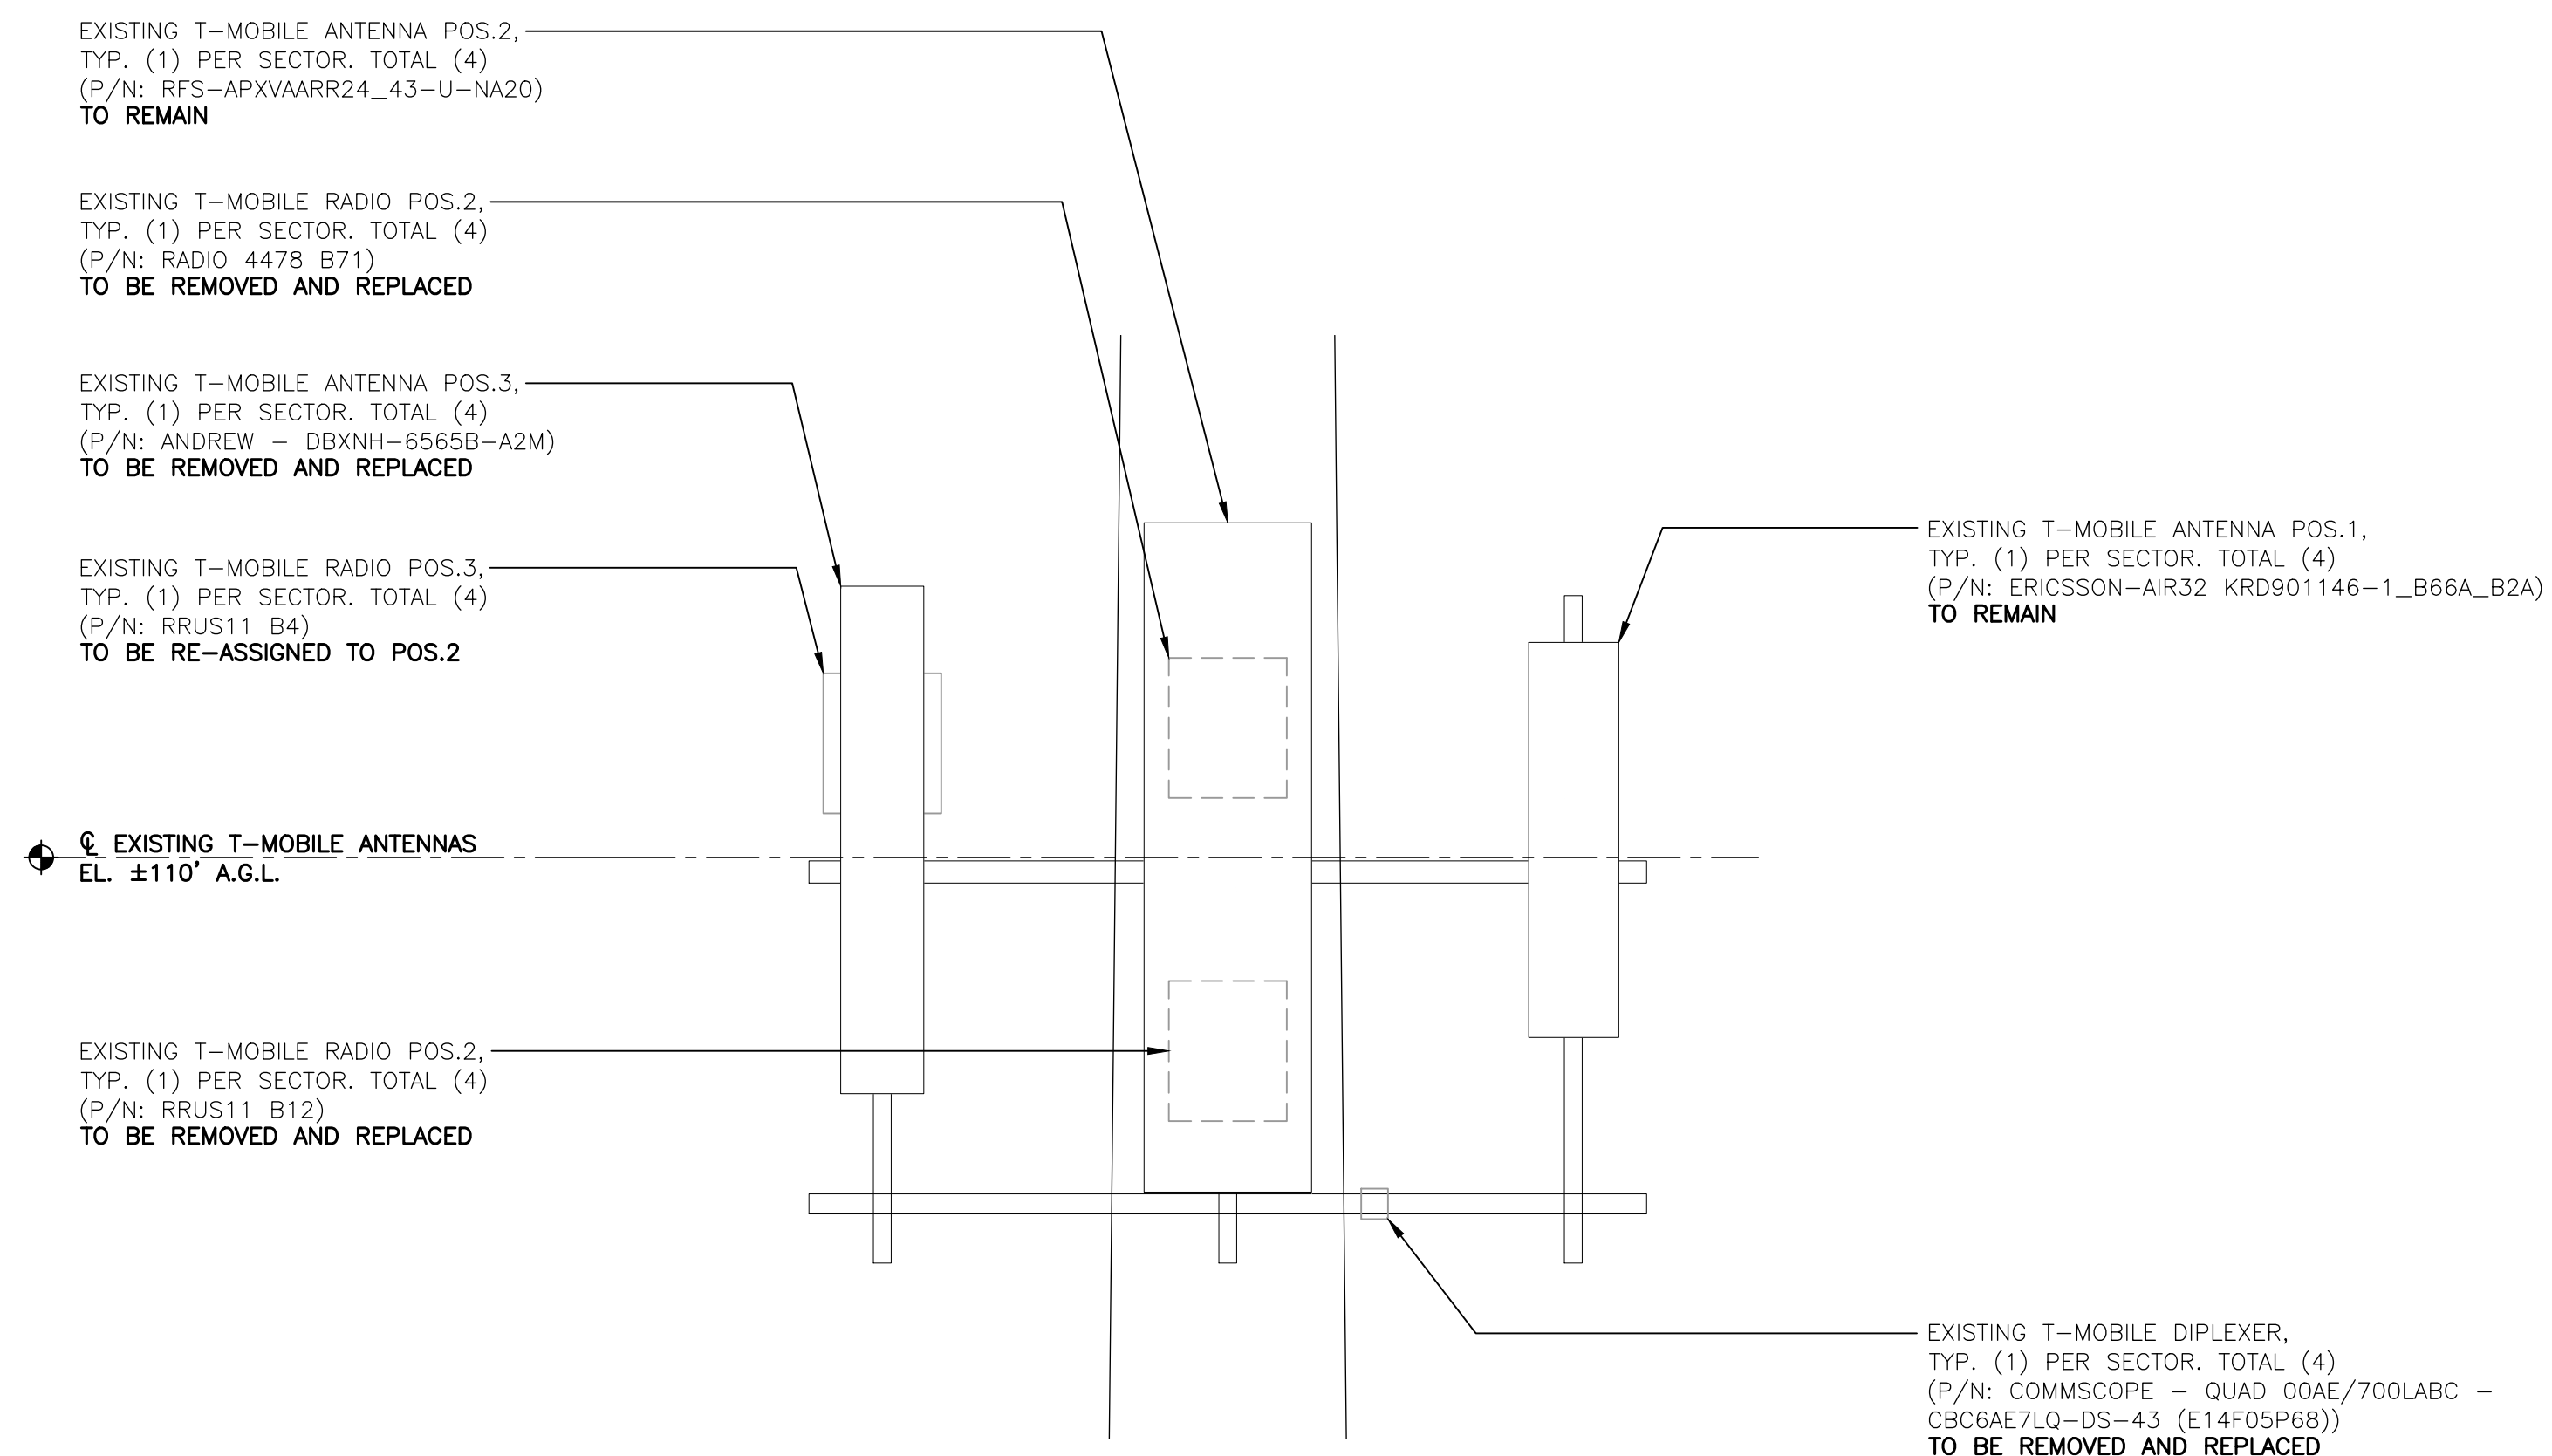 EXISTING T-MOBILE ANTENNA POS.2,
TYP. (1) PER SECTOR. TOTAL (4)
(P/N: RFS-APXVAARR24_43-U-NA20)
TO REMAIN
EXISTING T-MOBILE RADIO POS.2,
TYP. (1) PER SECTOR. TOTAL (4)
(P/N: RADIO 4478 B71)
TO BE REMOVED AND REPLACED
EXISTING T-MOBILE ANTENNA POS.3,
TYP. (1) PER SECTOR. TOTAL (4)
(P/N: ANDREW - DBXNH-6565B-A2M)
TO BE REMOVED AND REPLACED
EXISTING T-MOBILE RADIO POS.3,
TYP. (1) PER SECTOR. TOTAL (4)
(P/N: RRUS11 B4)
TO BE RE-ASSIGNED TO POS.2
℄ EXISTING T-MOBILE ANTENNAS
EL. ±110' A.G.L.
EXISTING T-MOBILE RADIO POS.2,
TYP. (1) PER SECTOR. TOTAL (4)
(P/N: RRUS11 B12)
TO BE REMOVED AND REPLACED
EXISTING T-MOBILE ANTENNA POS.1,
TYP. (1) PER SECTOR. TOTAL (4)
(P/N: ERICSSON-AIR32 KRD901146-1_B66A_B2A)
TO REMAIN
EXISTING T-MOBILE DIPLEXER,
TYP. (1) PER SECTOR. TOTAL (4)
(P/N: COMMSCOPE - QUAD 00AE/700LABC -
CBC6AE7LQ-DS-43 (E14F05P68))
TO BE REMOVED AND REPLACED